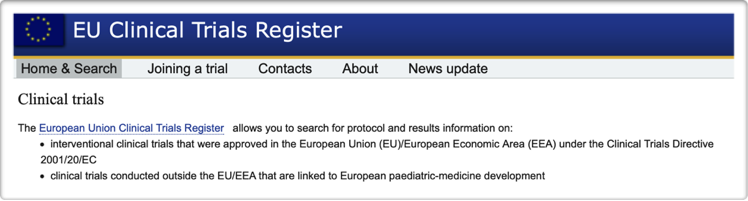 EU Clinical Trials Register
Home & Search Joining a trial Contacts About News update
Clinical trials
The European Union Clinical Trials Register allows you to search for protocol and results information on:
• interventional clinical trials that were approved in the European Union (EU)/European Economic Area (EEA) under the Clinical Trials Directive
2001/20/EC
• clinical trials conducted outside the EU/EEA that are linked to European paediatric-medicine development